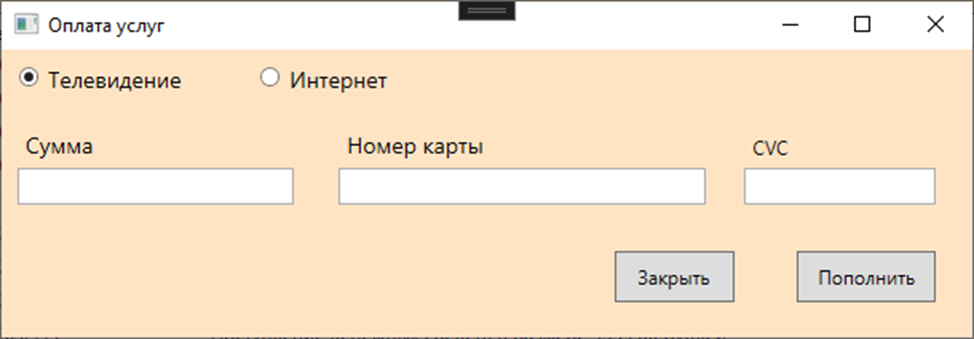 Оплата услуг
Телевидение Интернет
Сумма Номер карты CVC
Закрыть Пополнить